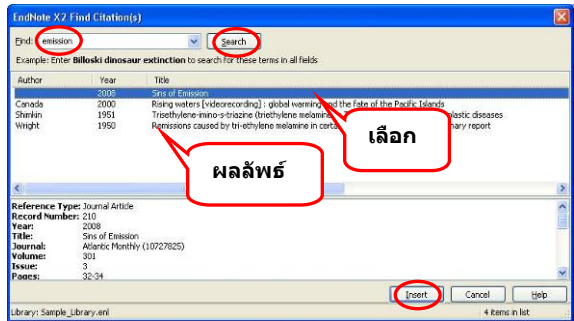 EndNote X2 Find Citation(s)
Find: emission Search
Example: Enter Billoski dinosaur extinction to search for these terms in all fields
Author Year Title
2008 Sins of Emission
Canada 2000 Rising waters [videorecording] : global warming and the fate of the Pacific Islands
Shimkin 1951 Trisethylene-imino-s-triazine (triethylene melamine lastic diseases
Wright 1950 Remissions caused by tri-ethylene melamine in certa nary report
เลือก
ผลลัพธ์
Reference Type: Journal Article
Record Number: 210
Year: 2008
Title: Sins of Emission
Journal: Atlantic Monthly (10727825)
Volume: 301
Issue: 3
Pages: 32-34
Insert Cancel Help
Library: Sample_Library.enl 4 items in list